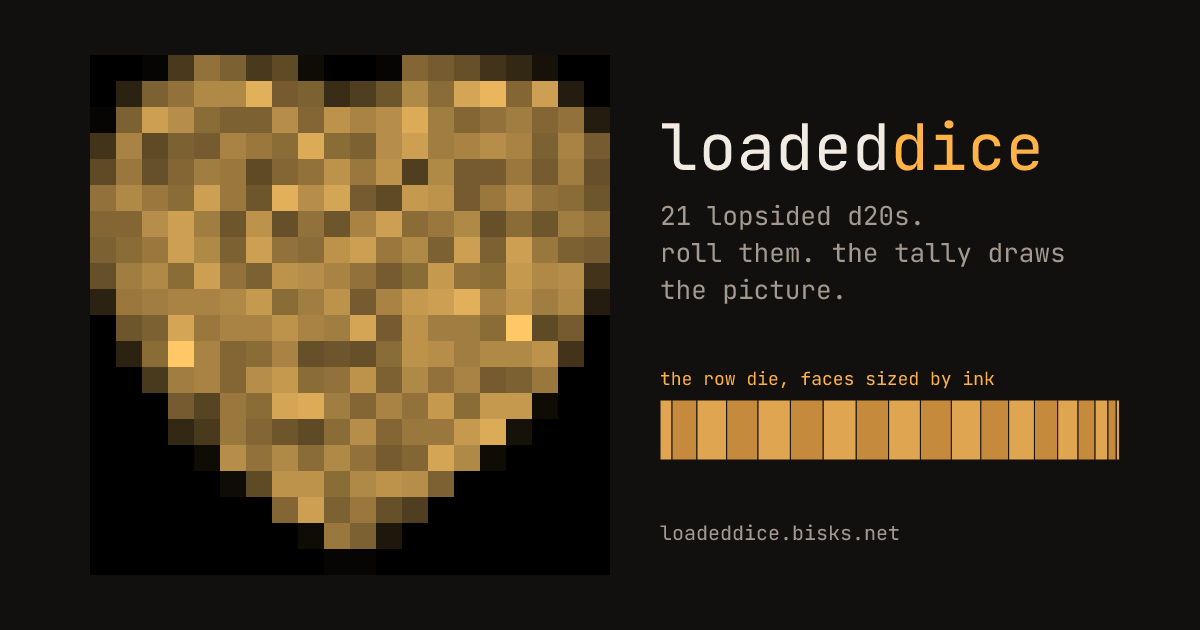 loadeddice
21 lopsided d20s.
roll them. the tally draws
the picture.
the row die, faces sized by ink
loadeddice.bisks.net